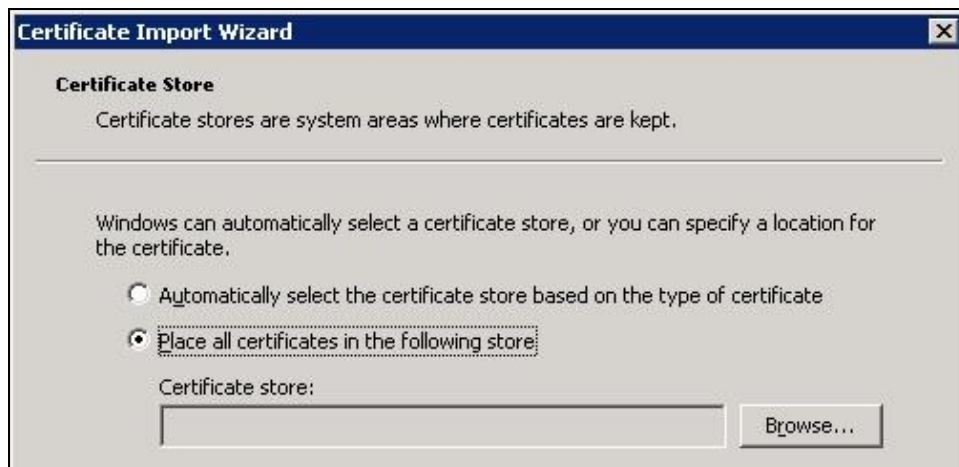 Certificate Import Wizard
Certificate Store
Certificate stores are system areas where certificates are kept.
Windows can automatically select a certificate store, or you can specify a location for
the certificate.
Automatically select the certificate store based on the type of certificate
Place all certificates in the following store
Certificate store:
Browse...